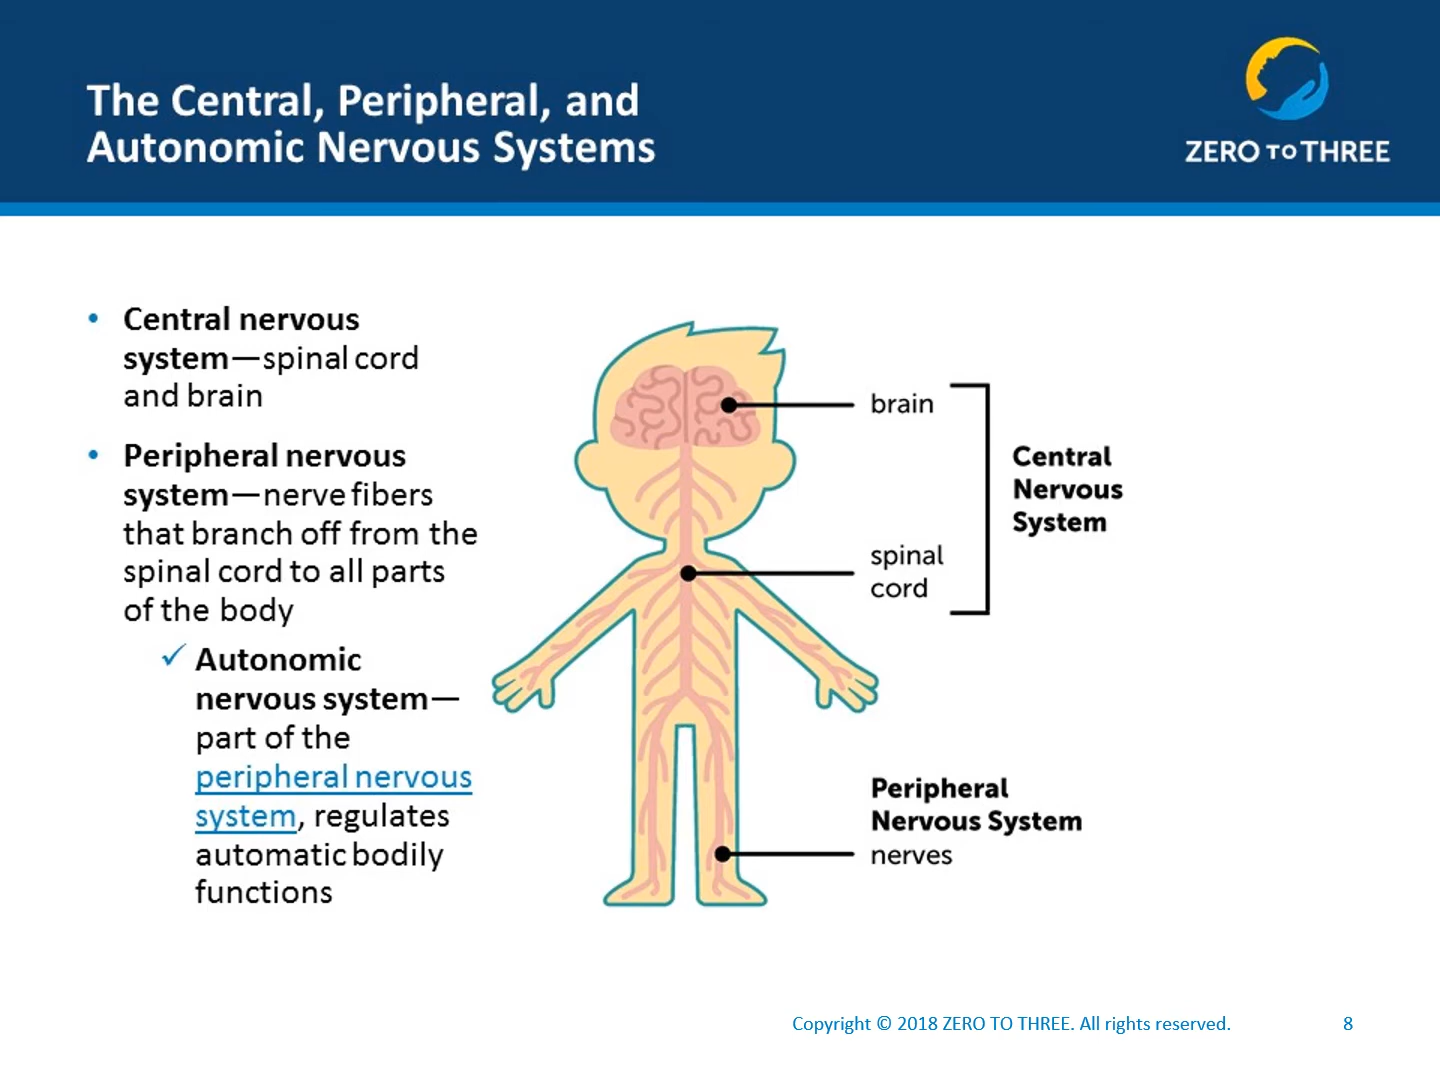 The Central, Peripheral, and
Autonomic Nervous Systems
ZERO TO THREE
• Central nervous
system—spinal cord
and brain
• Peripheral nervous
system—nerve fibers
that branch off from the
spinal cord to all parts
of the body
✓ Autonomic
nervous system—
part of the
peripheral nervous
system, regulates
automatic bodily
functions
brain
spinal
cord
Central
Nervous
System
Peripheral
Nervous System
nerves
Copyright © 2018 ZERO TO THREE. All rights reserved.
8